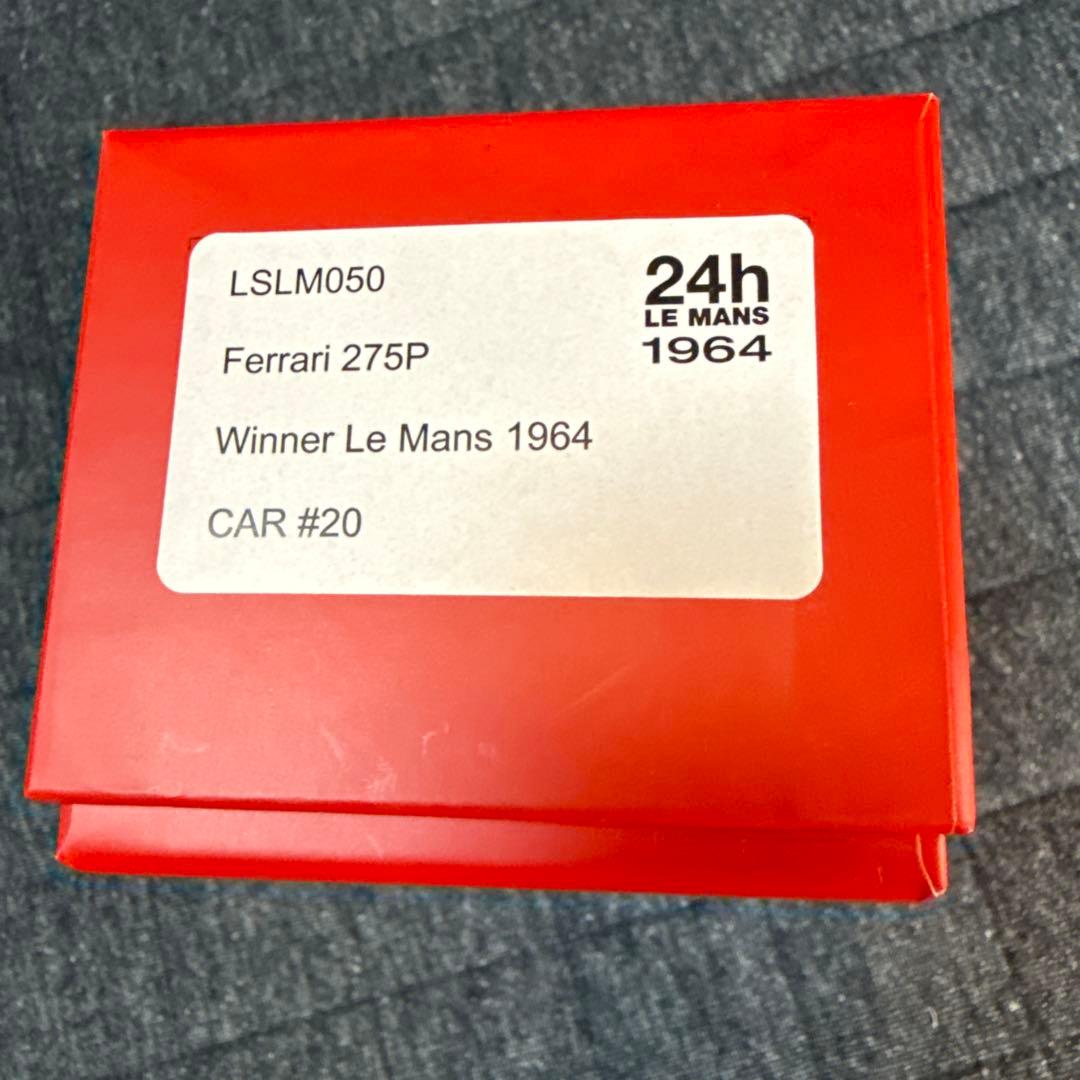 LSLM050
Ferrari 275P
Winner Le Mans 1964
CAR #20
24h
LE MANS
1964